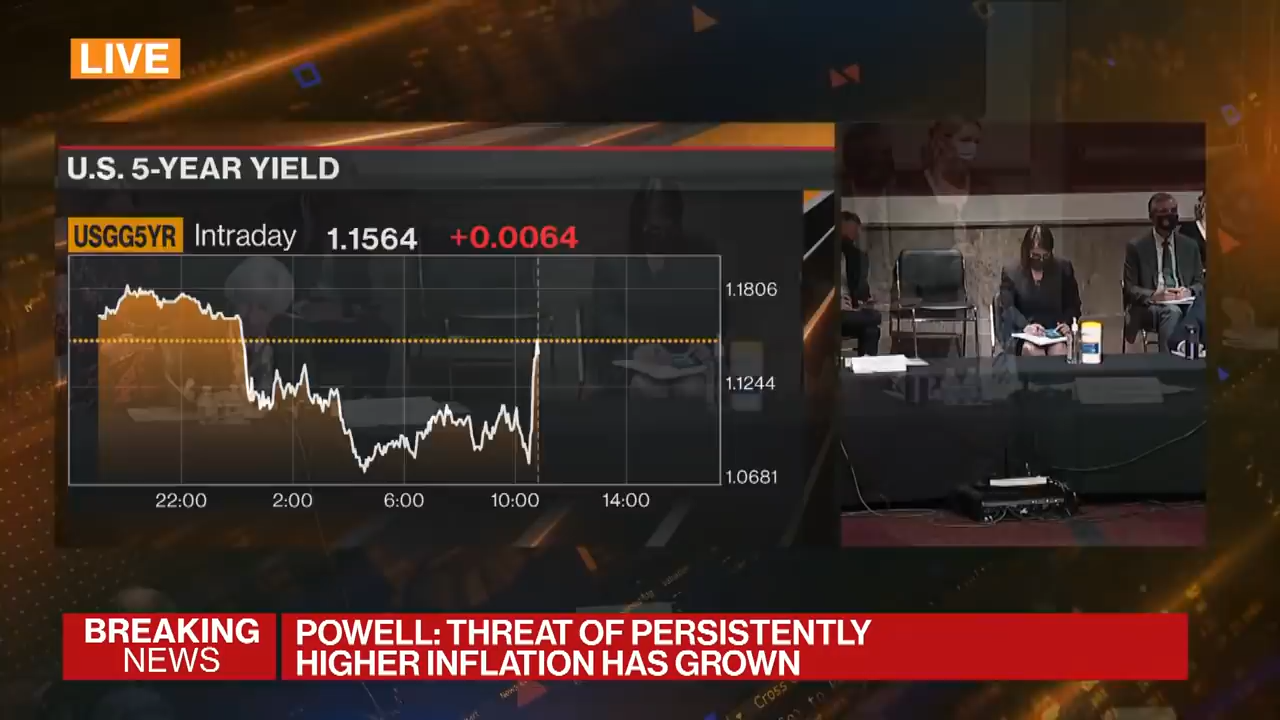 LIVE
U.S. 5-YEAR YIELD
USGG5YR Intraday 1.1564 +0.0064
1.1806
1.1244
1.0681
22:00 2:00 6:00 10:00 14:00
BREAKING
NEWS
POWELL: THREAT OF PERSISTENTLY
HIGHER INFLATION HAS GROWN